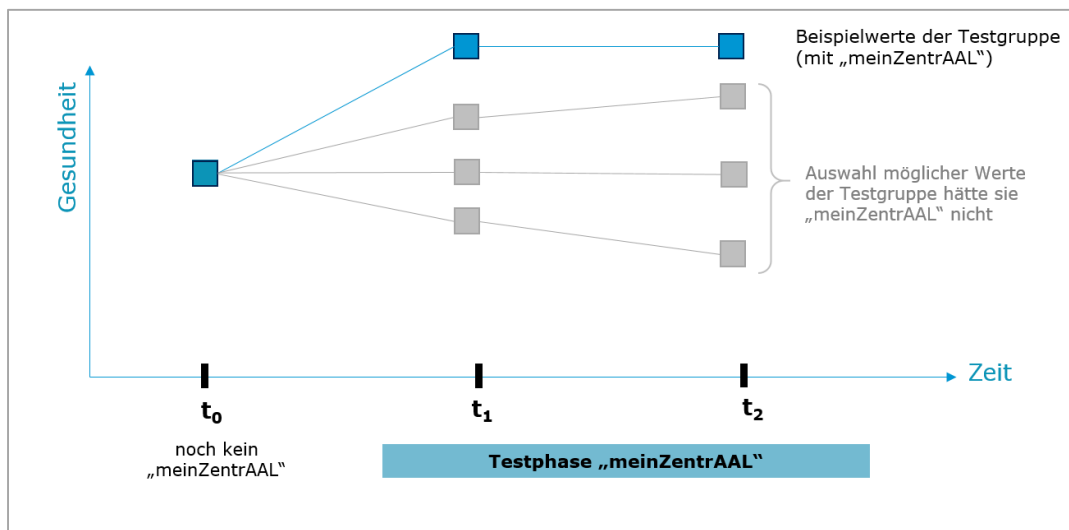 Beispielwerte der Testgruppe
(mit „meinZentrAAL“)
Gesundheit
Auswahl möglicher Werte
der Testgruppe hätte sie
„meinZentrAAL“ nicht
Zeit
t₀
t₁
t₂
noch kein
„meinZentrAAL“
Testphase „meinZentrAAL“